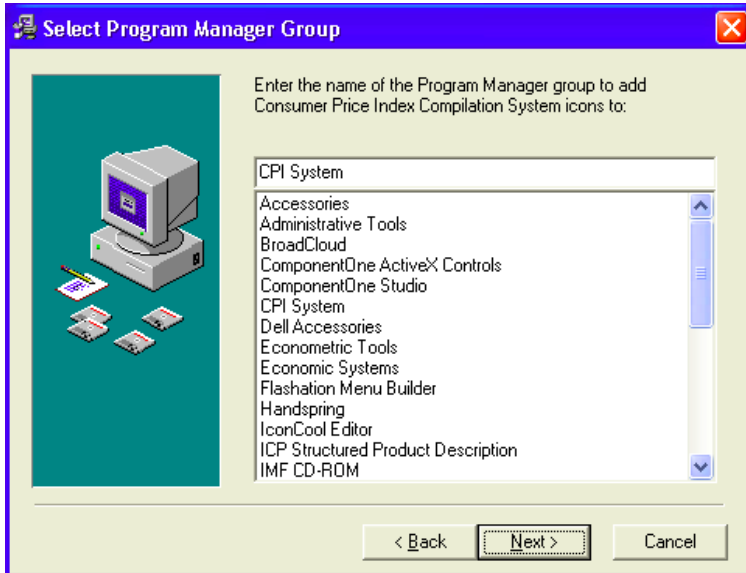 Select Program Manager Group
Enter the name of the Program Manager group to add
Consumer Price Index Compilation System icons to:
CPI System
Accessories
Administrative Tools
BroadCloud
ComponentOne ActiveX Controls
ComponentOne Studio
CPI System
Dell Accessories
Econometric Tools
Economic Systems
Flashation Menu Builder
Handspring
IconCool Editor
ICP Structured Product Description
IMF CD-ROM
< Back
Next >
Cancel